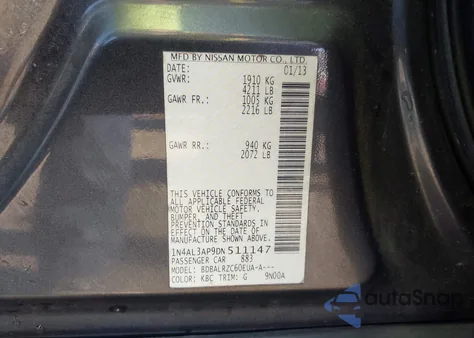 MFD BY NISSAN MOTOR CO., LTD.
DATE: 01/13
GVWR: 1910 KG
4211 LB
GAWR FR.: 1005 KG
2216 LB
GAWR RR.: 940 KG
2072 LB
THIS VEHICLE CONFORMS TO
ALL APPLICABLE FEDERAL
MOTOR VEHICLE SAFETY,
BUMPER, AND THEFT
PREVENTION STANDARDS IN
EFFECT ON THE DATE OF
MANUFACTURE SHOWN ABOVE.
1N4AL3AP9DN511147
PASSENGER CAR 883
MODEL: BDBALRZC60EUA-A---
COLOR: KBC TRIM: G 9N00A
AutoSnap